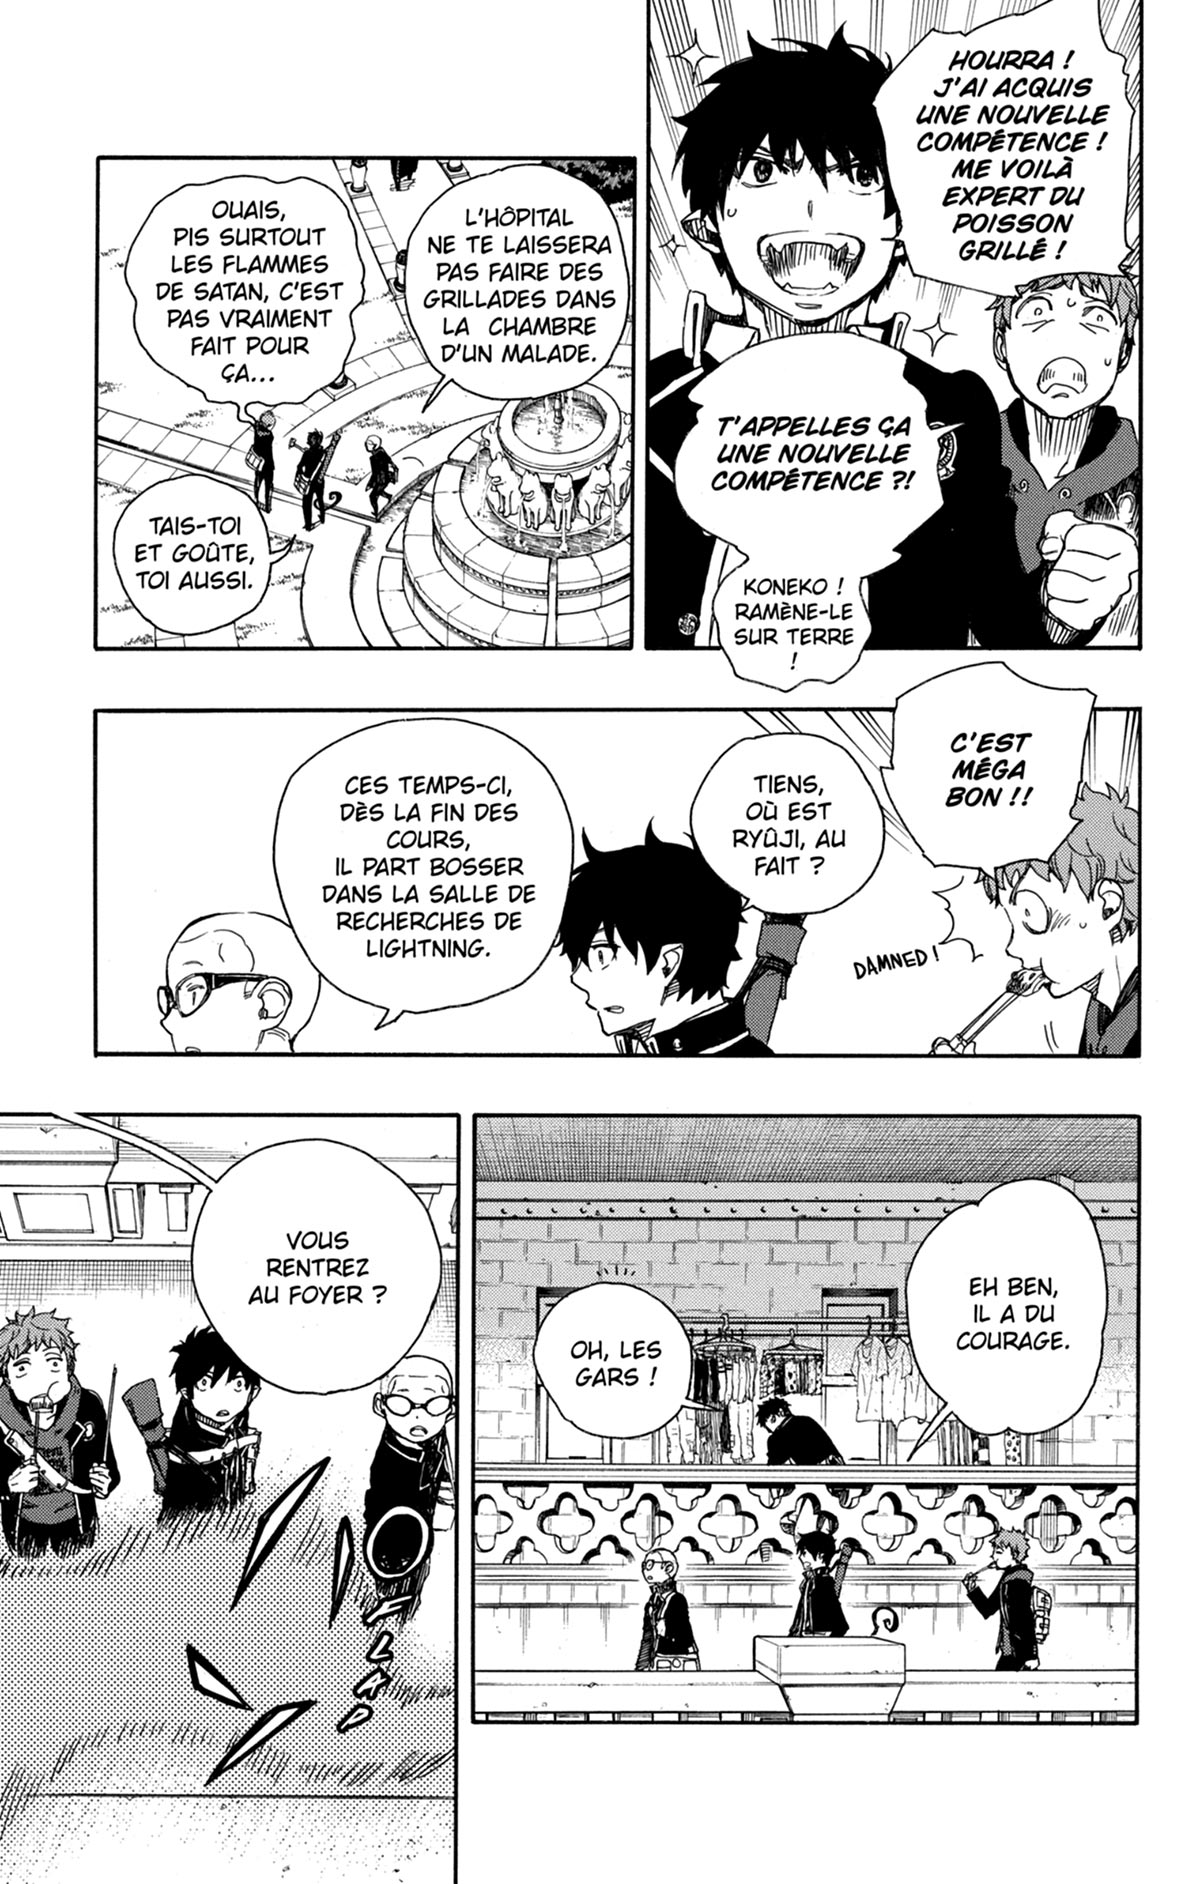 HOURRA !
J'AI ACQUIS
UNE NOUVELLE
COMPÉTENCE !
ME VOILÀ
EXPERT DU
POISSON
GRILLÉ !
T'APPELLES ÇA
UNE NOUVELLE
COMPÉTENCE ?!
KONEKO !
RAMÈNE-LE
SUR TERRE
!
L'HÔPITAL
NE TE LAISSERA
PAS FAIRE DES
GRILLADES DANS
LA CHAMBRE
D'UN MALADE.
OUAIS,
PIS SURTOUT
LES FLAMMES
DE SATAN, C'EST
PAS VRAIMENT
FAIT POUR
ÇA...
TAIS-TOI
ET GOÛTE,
TOI AUSSI.
C'EST
MÉGA
BON !!
DAMNED !
TIENS,
OÙ EST
RYÛJI, AU
FAIT ?
CES TEMPS-CI,
DÈS LA FIN DES
COURS,
IL PART BOSSER
DANS LA SALLE DE
RECHERCHES DE
LIGHTNING.
EH BEN,
IL A DU
COURAGE.
OH, LES
GARS !
VOUS
RENTREZ
AU FOYER ?
FLAP